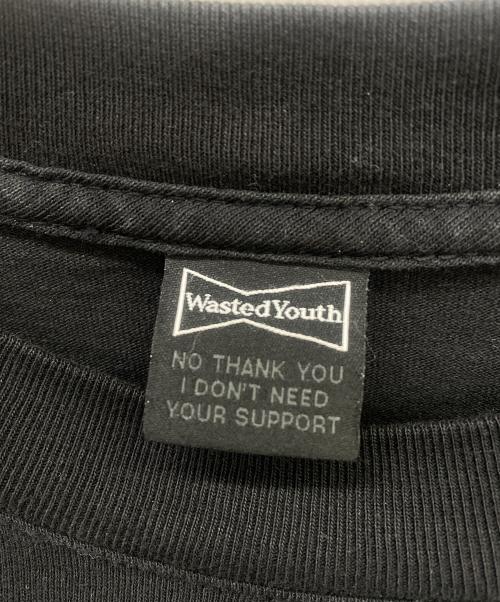 Wasted Youth
NO THANK YOU
I DON'T NEED
YOUR SUPPORT